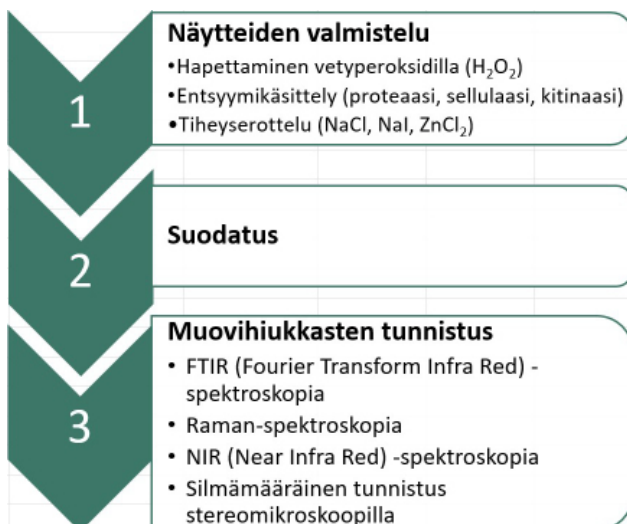 1
Näytteiden valmistelu
•Hapettaminen vetyperoksidilla (H₂O₂)
•Entsyymikäsittely (proteaasi, sellulaasi, kitinaasi)
•Tiheyserottelu (NaCl, NaI, ZnCl₂)
2
Suodatus
3
Muovihiukkasten tunnistus
• FTIR (Fourier Transform Infra Red) -
spektroskopia
• Raman-spektroskopia
• NIR (Near Infra Red) -spektroskopia
• Silmämääräinen tunnistus
stereomikroskoopilla